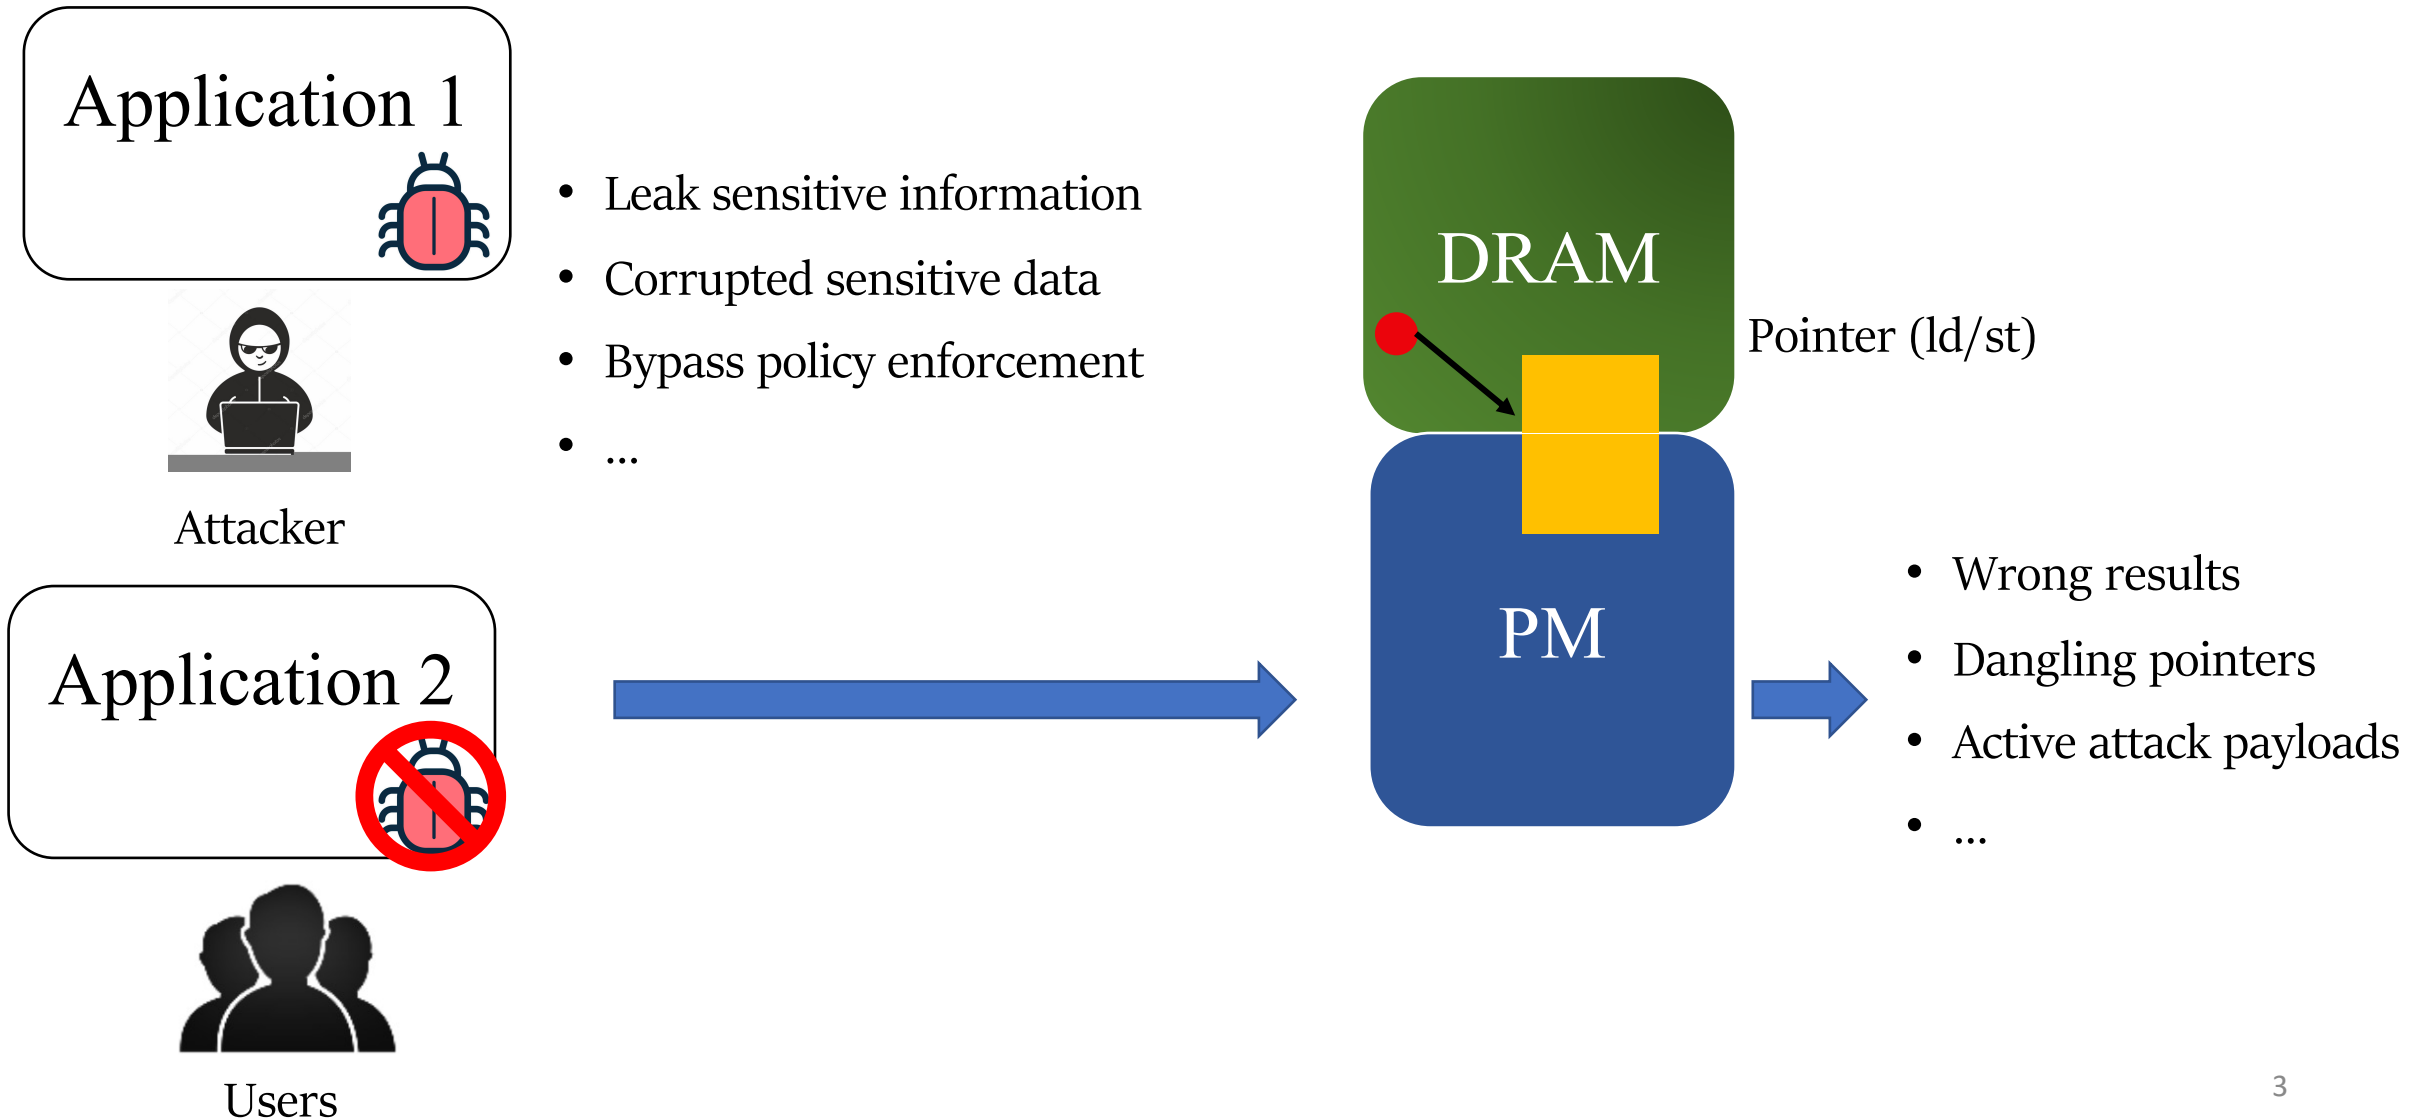 Application 1
• Leak sensitive information
• Corrupted sensitive data
• Bypass policy enforcement
• ...
Attacker
DRAM
Pointer (ld/st)
PM
Application 2
• Wrong results
• Dangling pointers
• Active attack payloads
• ...
Users
3